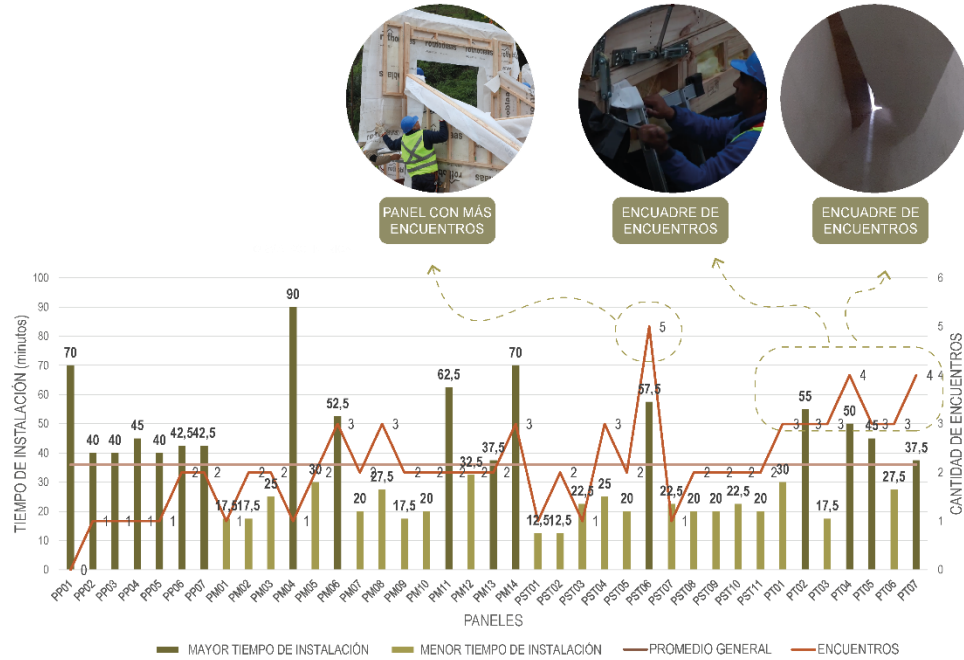 rothoblaas
PANEL CON MÁS
ENCUENTROS
ENCUADRE DE
ENCUENTROS
ENCUADRE DE
ENCUENTROS
TIEMPO DE INSTALACIÓN (minutos)
100
90
80
70
60
50
40
30
20
10
0
70
40
40
45
40
42,5
42,5
17,5
17,5
25
90
30
52,5
20
27,5
17,5
20
62,5
32,5
37,5
70
12,5
12,5
22,5
25
20
57,5
22,5
20
20
22,5
20
30
55
17,5
50
45
27,5
37,5
0
1
1
1
1
2
2
1
2
2
1
2
3
2
3
2
2
2
2
2
3
1
2
1
3
2
5
1
2
2
2
2
3
3
3
4
3
3
4
6
5
4
3
2
1
0
CANTIDAD DE ENCUENTROS
PP01
PP02
PP03
PP04
PP05
PP06
PP07
PM01
PM02
PM03
PM04
PM05
PM06
PM07
PM08
PM09
PM10
PM11
PM12
PM13
PM14
PST01
PST02
PST03
PST04
PST05
PST06
PST07
PST08
PST09
PST10
PST11
PT01
PT02
PT03
PT04
PT05
PT06
PT07
PANELES
MAYOR TIEMPO DE INSTALACIÓN
MENOR TIEMPO DE INSTALACIÓN
PROMEDIO GENERAL
ENCUENTROS